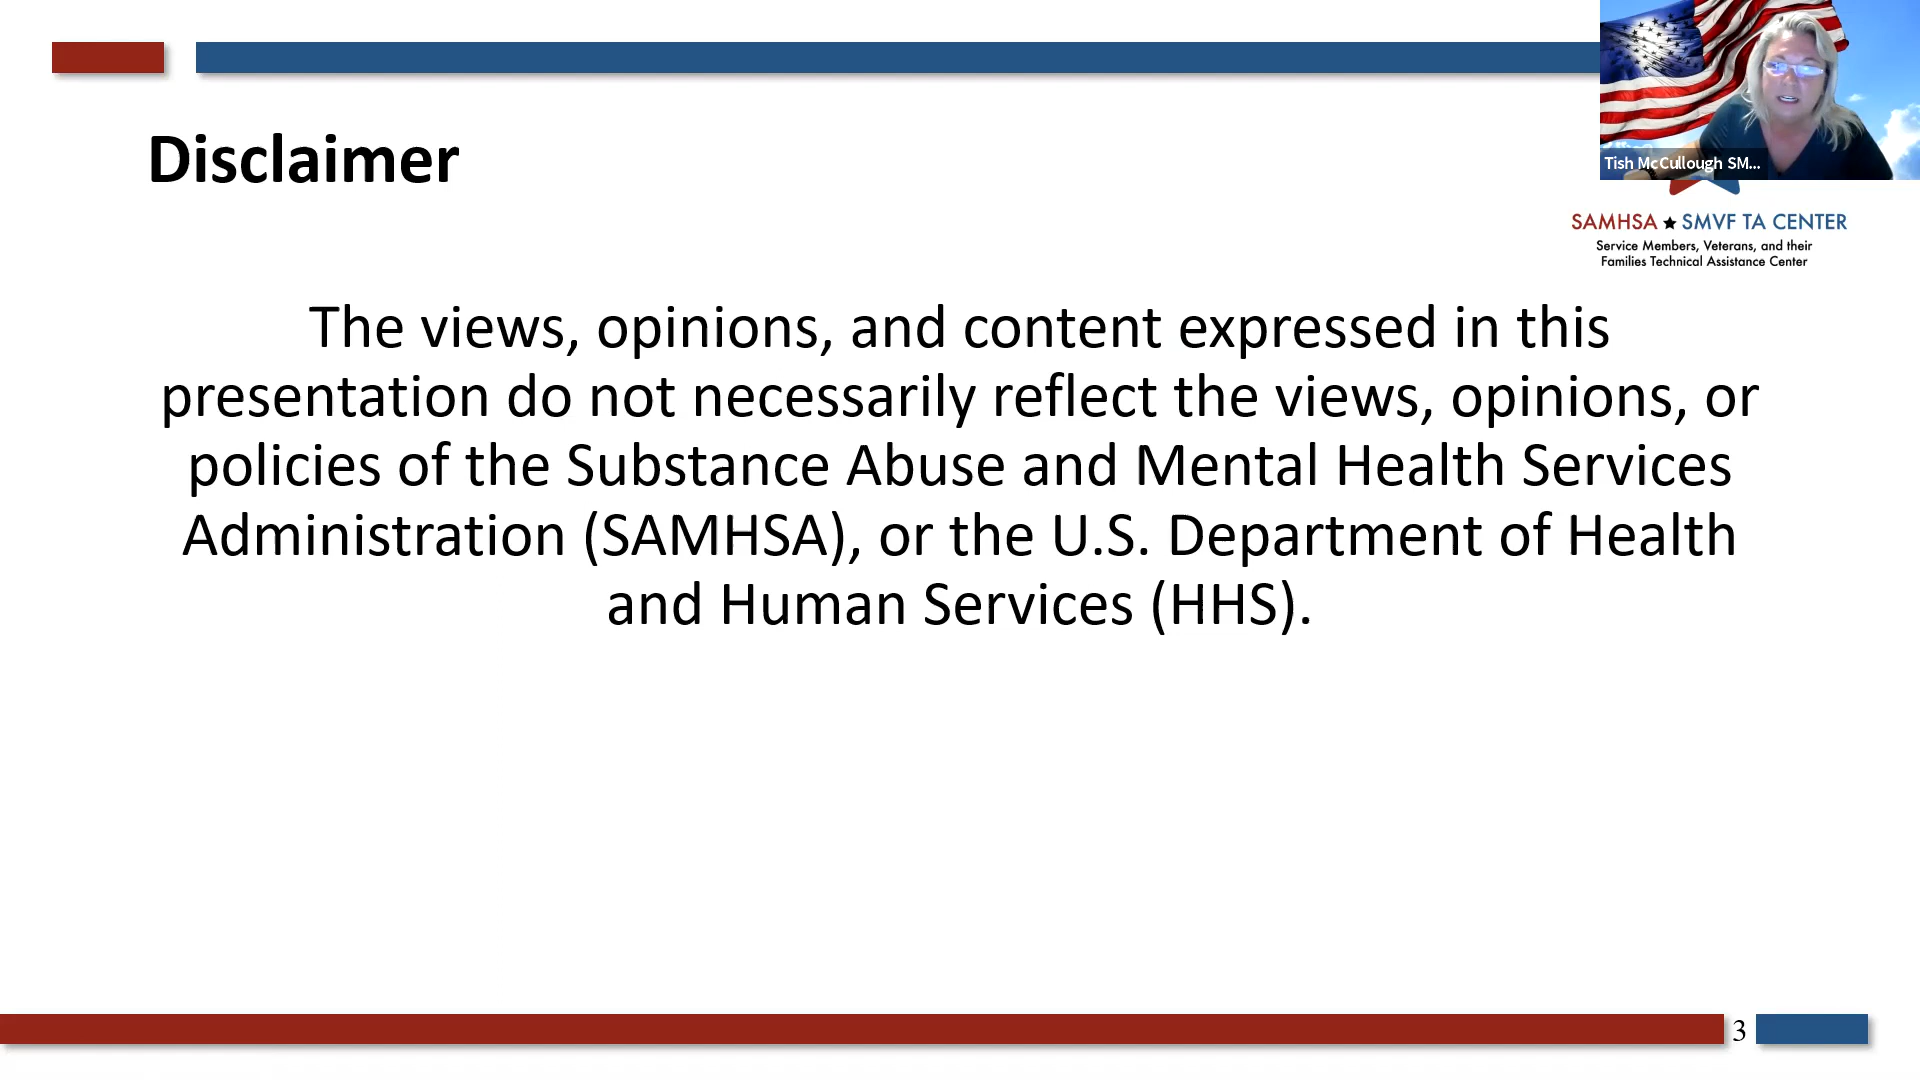 Disclaimer
Tish McCullough SM...
SAMHSA ★ SMVF TA CENTER
Service Members, Veterans, and their
Families Technical Assistance Center
The views, opinions, and content expressed in this
presentation do not necessarily reflect the views, opinions, or
policies of the Substance Abuse and Mental Health Services
Administration (SAMHSA), or the U.S. Department of Health
and Human Services (HHS).
3